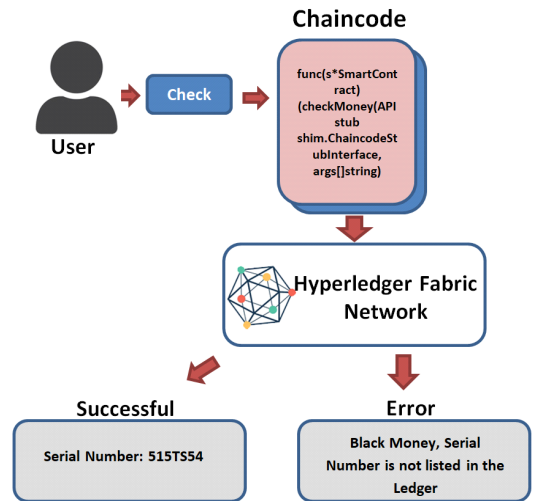 Chaincode
func(s*SmartCont
ract)
(checkMoney(API
stub
shim.ChaincodeSt
ubInterface,
args[]string)
Check
User
Hyperledger Fabric
Network
Successful
Serial Number: 515TS54
Error
Black Money, Serial
Number is not listed in the
Ledger